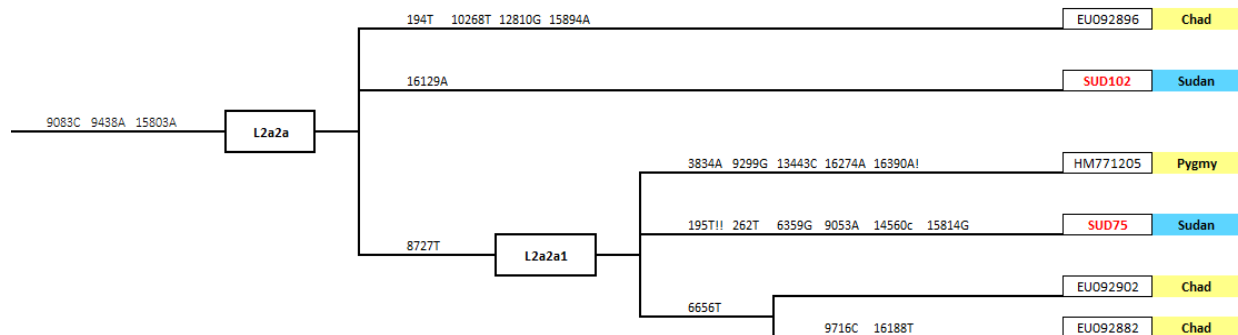 194T 10268T 12810G 15894A EU092896 Chad
16129A SUD102 Sudan
9083C 9438A 15803A L2a2a
3834A 9299G 13443C 16274A 16390A! HM771205 Pygmy
195T!! 262T 6359G 9053A 14560c 15814G SUD75 Sudan
8727T L2a2a1
EU092902 Chad
6656T
9716C 16188T EU092882 Chad